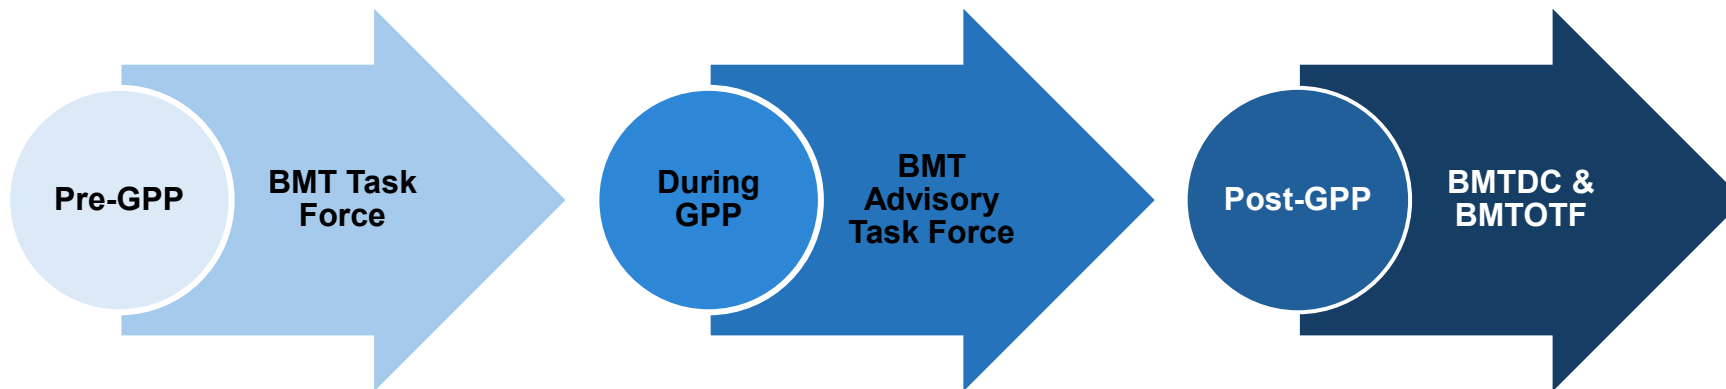 Pre-GPP
BMT Task
Force
During
GPP
BMT
Advisory
Task Force
Post-GPP
BMTDC &
BMTOTF